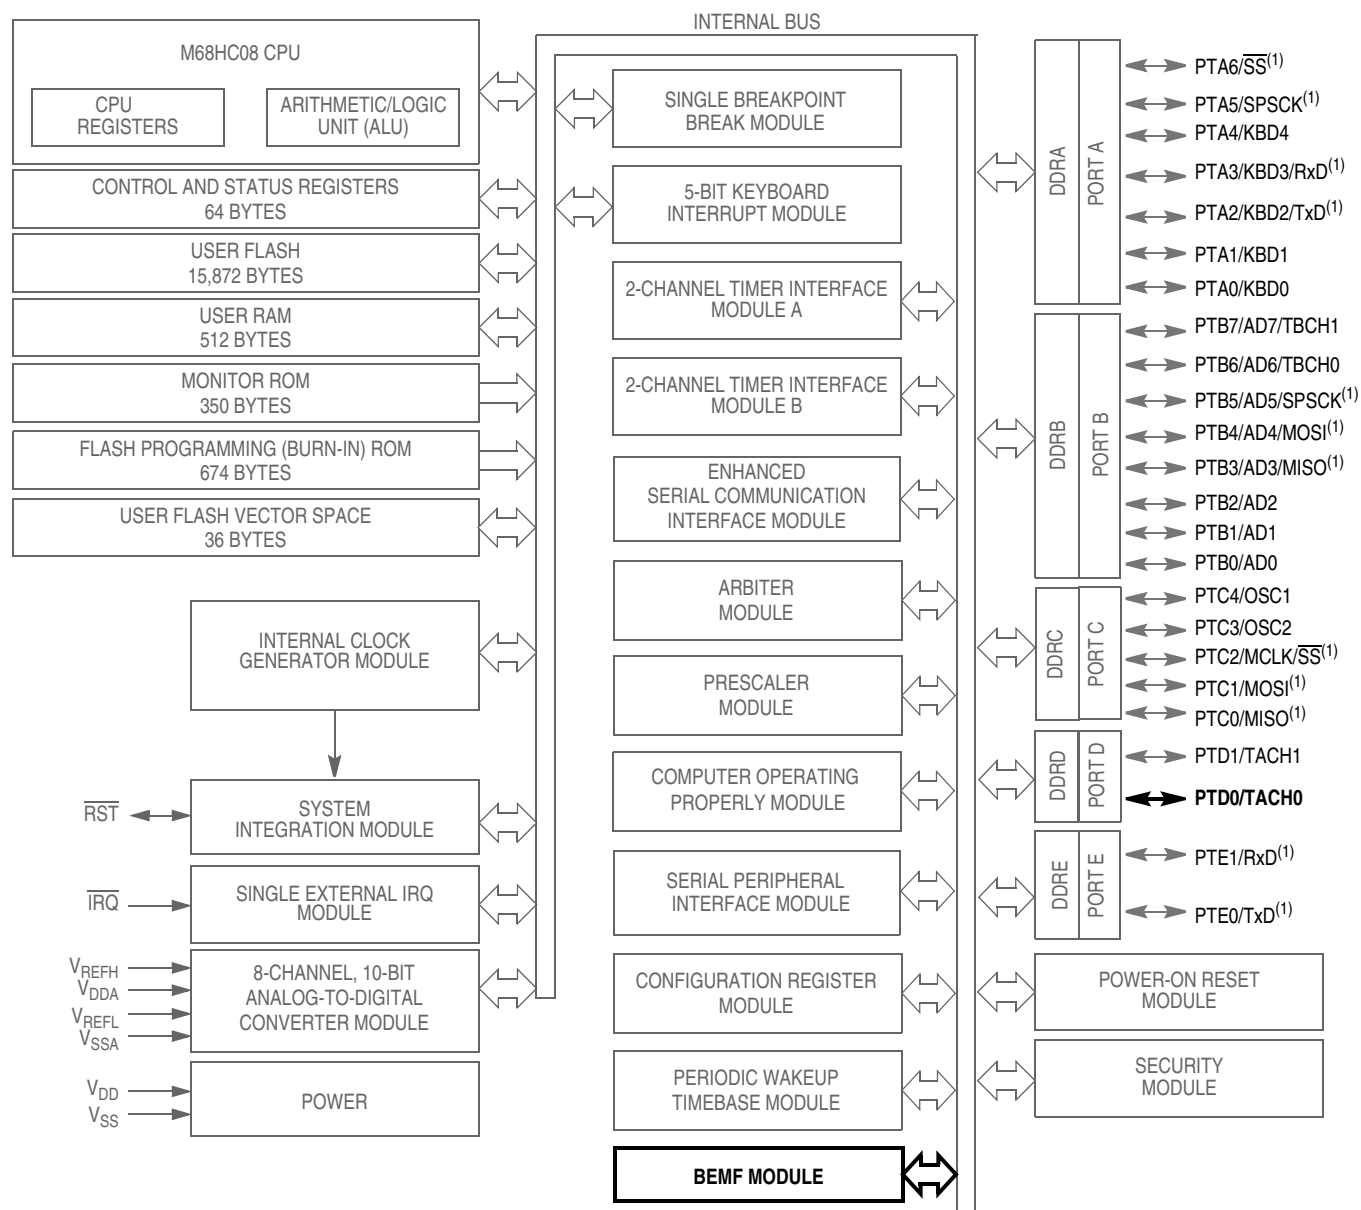 INTERNAL BUS
M68HC08 CPU
CPU
REGISTERS
ARITHMETIC/LOGIC
UNIT (ALU)
CONTROL AND STATUS REGISTERS
64 BYTES
USER FLASH
15,872 BYTES
USER RAM
512 BYTES
MONITOR ROM
350 BYTES
FLASH PROGRAMMING (BURN-IN) ROM
674 BYTES
USER FLASH VECTOR SPACE
36 BYTES
INTERNAL CLOCK
GENERATOR MODULE
RST
SYSTEM
INTEGRATION MODULE
IRQ
SINGLE EXTERNAL IRQ
MODULE
VREFH
VDDA
VREFL
VSSA
8-CHANNEL, 10-BIT
ANALOG-TO-DIGITAL
CONVERTER MODULE
VDD
VSS
POWER
SINGLE BREAKPOINT
BREAK MODULE
5-BIT KEYBOARD
INTERRUPT MODULE
2-CHANNEL TIMER INTERFACE
MODULE A
2-CHANNEL TIMER INTERFACE
MODULE B
ENHANCED
SERIAL COMMUNICATION
INTERFACE MODULE
ARBITER
MODULE
PRESCALER
MODULE
COMPUTER OPERATING
PROPERLY MODULE
SERIAL PERIPHERAL
INTERFACE MODULE
CONFIGURATION REGISTER
MODULE
PERIODIC WAKEUP
TIMEBASE MODULE
BEMF MODULE
DDRA
PORT A
PTA6/SS(1)
PTA5/SPSCK(1)
PTA4/KBD4
PTA3/KBD3/RxD(1)
PTA2/KBD2/TxD(1)
PTA1/KBD1
PTA0/KBD0
DDRB
PORT B
PTB7/AD7/TBCH1
PTB6/AD6/TBCH0
PTB5/AD5/SPSCK(1)
PTB4/AD4/MOSI(1)
PTB3/AD3/MISO(1)
PTB2/AD2
PTB1/AD1
PTB0/AD0
DDRC
PORT C
PTC4/OSC1
PTC3/OSC2
PTC2/MCLK/SS(1)
PTC1/MOSI(1)
PTC0/MISO(1)
DDRD
PORT D
PTD1/TACH1
PTD0/TACH0
DDRE
PORT E
PTE1/RxD(1)
PTE0/TxD(1)
POWER-ON RESET
MODULE
SECURITY
MODULE